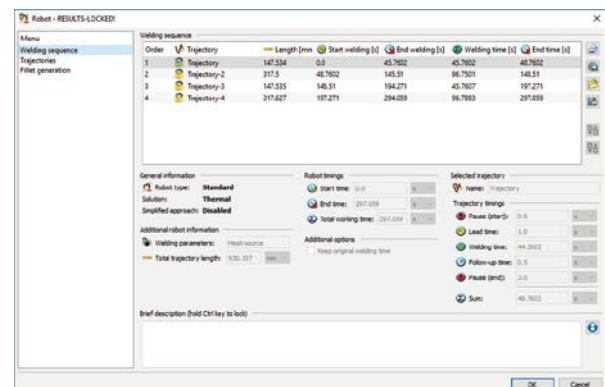 Robot - RESULTS-LOCKED!
Menu
Welding sequence
Trajectories
Fillet generation
Welding sequence
Order Trajectory Length [mm Start welding [s] End welding [s] Welding time [s] End time [s]
1 Trajectory 147.534 0.0 45.7602 45.7602 48.7602
2 Trajectory-2 317.5 48.7602 145.51 96.7501 148.51
3 Trajectory-3 147.535 148.51 194.271 45.7607 197.271
4 Trajectory-4 317.627 197.271 294.059 96.7883 297.059
General information
Robot type: Standard
Solution: Thermal
Simplified approach: Disabled
Additional robot information
Welding parameters: Heat-source
Total trajectory length: 930.197 mm
Robot timings
Start time: 0.0 s
End time: 297.059 s
Total working time: 297.059 s
Additional options
Keep original welding time
Selected trajectory
Name: Trajectory
Trajectory timings
Pause (start): 0.0 s
Lead time: 1.0 s
Welding time: 44.2602 s
Follow-up time: 0.5 s
Pause (end): 3.0 s
Sum: 48.7602 s
Brief description (hold Ctrl key to lock)
OK Cancel